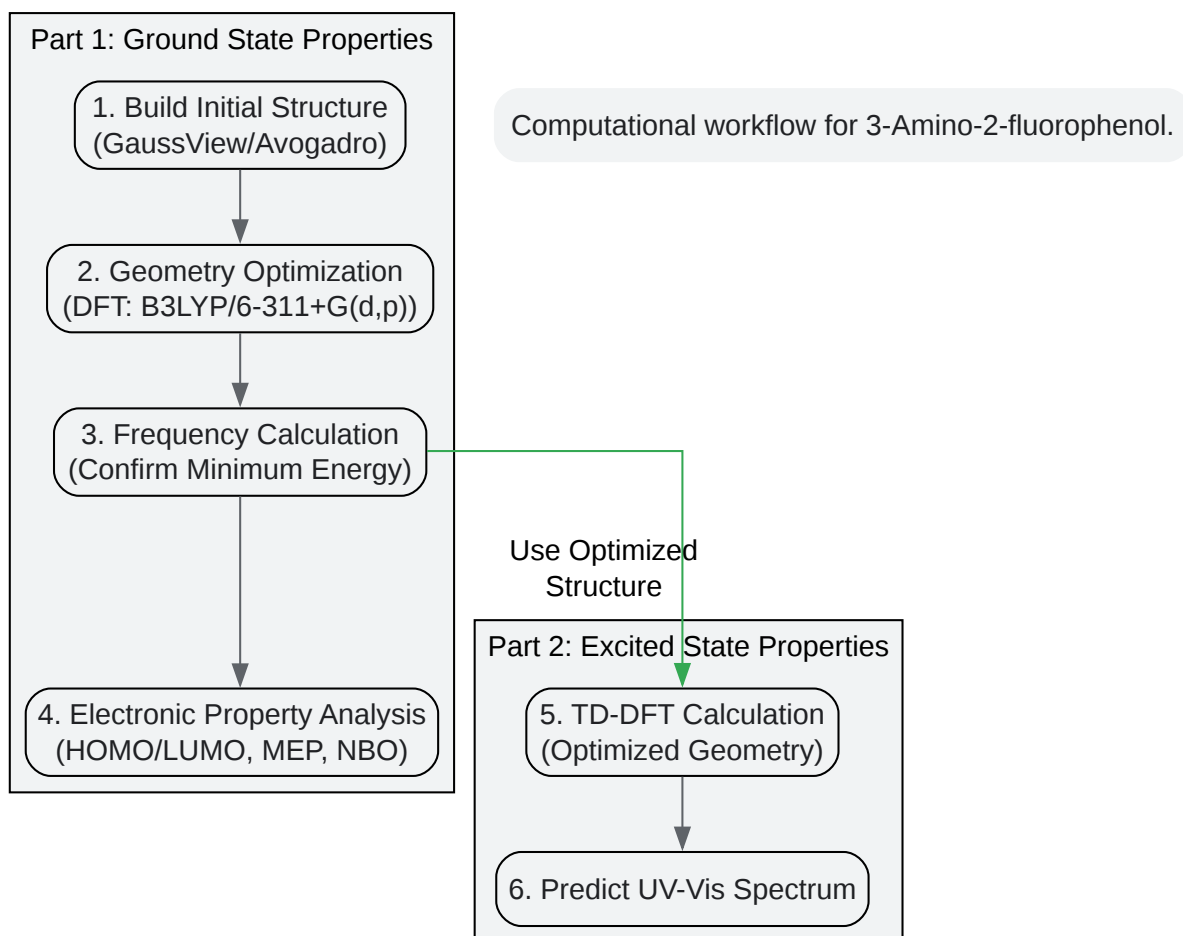 Part 1: Ground State Properties
1. Build Initial Structure
(GaussView/Avogadro)
Computational workflow for 3-Amino-2-fluorophenol.
2. Geometry Optimization
(DFT: B3LYP/6-311+G(d,p))
3. Frequency Calculation
(Confirm Minimum Energy)
4. Electronic Property Analysis
(HOMO/LUMO, MEP, NBO)
Use Optimized
Structure
Part 2: Excited State Properties
5. TD-DFT Calculation
(Optimized Geometry)
6. Predict UV-Vis Spectrum